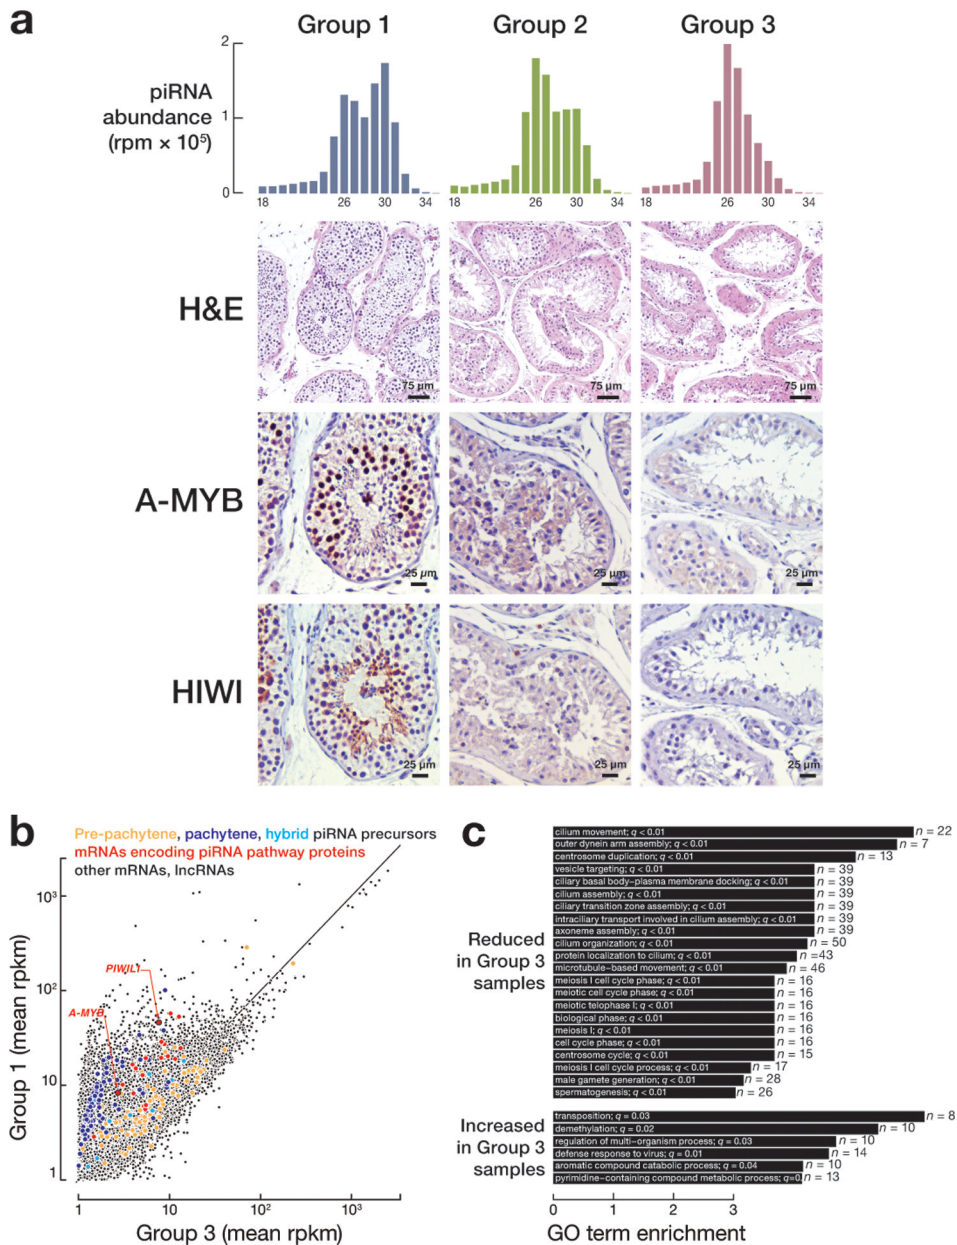 a
Group 1
Group 2
Group 3
piRNA
abundance
(rpm × 10⁵)
2
1
0
18 26 30 34
18 26 30 34
18 26 30 34
H&E
75 µm
75 µm
75 µm
A-MYB
25 µm
25 µm
25 µm
HIWI
25 µm
25 µm
25 µm
b
Pre-pachytene, pachytene, hybrid piRNA precursors
mRNAs encoding piRNA pathway proteins
other mRNAs, lncRNAs
Group 1 (mean rpkm)
10³
10²
10
1
PIWIL1
A-MYB
1 10 10² 10³
Group 3 (mean rpkm)
c
Reduced
in Group 3
samples
cilium movement; q < 0.01 n = 22
outer dynein arm assembly; q < 0.01 n = 7
centrosome duplication; q < 0.01 n = 13
vesicle targeting; q < 0.01 n = 39
ciliary basal body−plasma membrane docking; q < 0.01 n = 39
cilium assembly; q < 0.01 n = 39
ciliary transition zone assembly; q < 0.01 n = 39
intraciliary transport involved in cilium assembly; q < 0.01 n = 39
axoneme assembly; q < 0.01 n = 39
cilium organization; q < 0.01 n = 50
protein localization to cilium; q < 0.01 n =43
microtubule−based movement; q < 0.01 n = 46
meiosis I cell cycle phase; q < 0.01 n = 16
meiotic cell cycle phase; q < 0.01 n = 16
meiotic telophase I; q < 0.01 n = 16
biological phase; q < 0.01 n = 16
meiosis I; q < 0.01 n = 16
cell cycle phase; q < 0.01 n = 16
centrosome cycle; q < 0.01 n = 15
meiosis I cell cycle process; q < 0.01 n = 17
male gamete generation; q < 0.01 n = 28
spermatogenesis; q < 0.01 n = 26
Increased
in Group 3
samples
transposition; q = 0.03 n = 8
demethylation; q = 0.02 n = 10
regulation of multi−organism process; q = 0.03 n = 10
defense response to virus; q = 0.01 n = 14
aromatic compound catabolic process; q = 0.04 n = 10
pyrimidine−containing compound metabolic process; q=0. n = 13
0 1 2 3
GO term enrichment